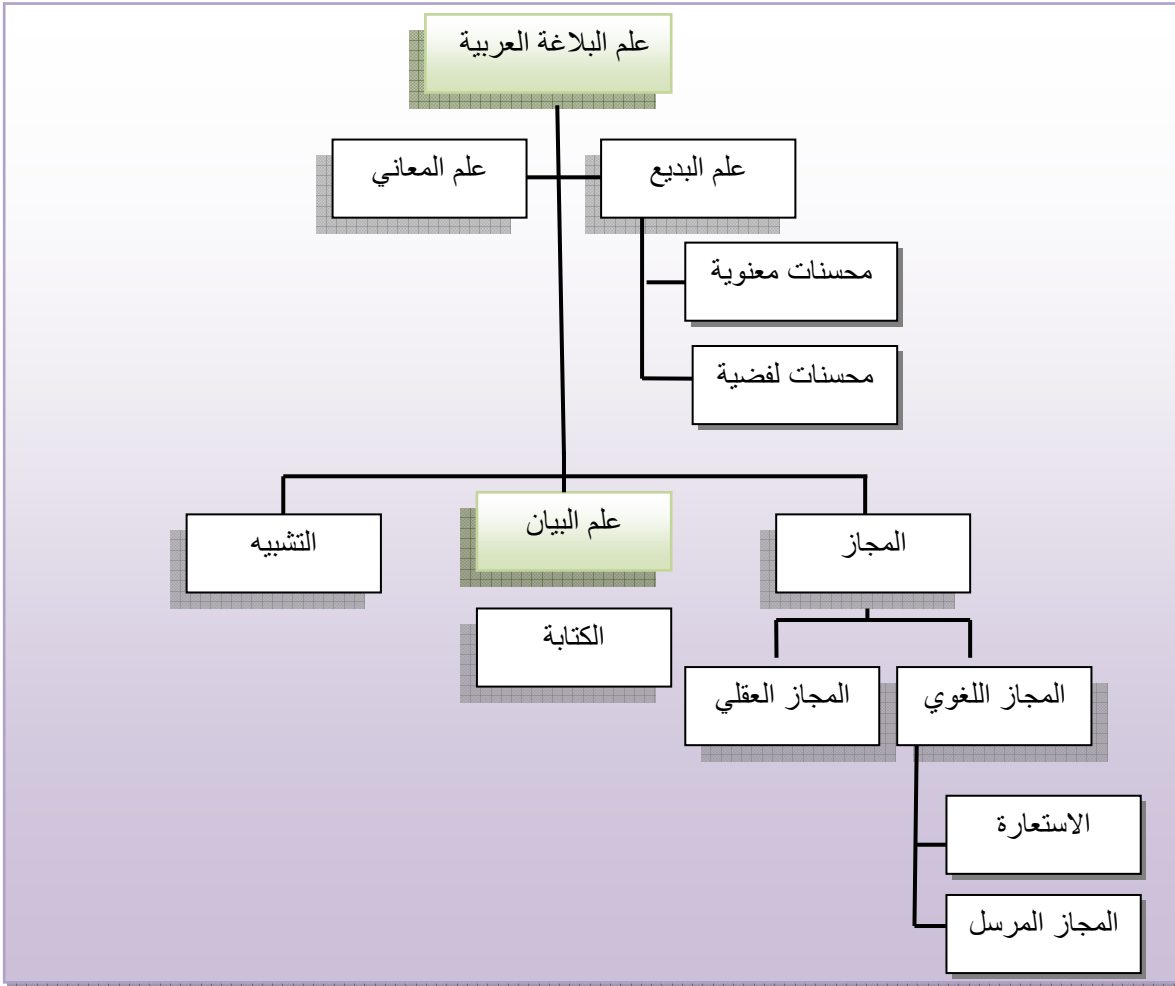 علم البلاغة العربية
علم البديع
علم المعاني
محسنات معنوية
محسنات لفضية
المجاز
علم البيان
التشبيه
الكتابة
المجاز اللغوي
المجاز العقلي
الاستعارة
المجاز المرسل